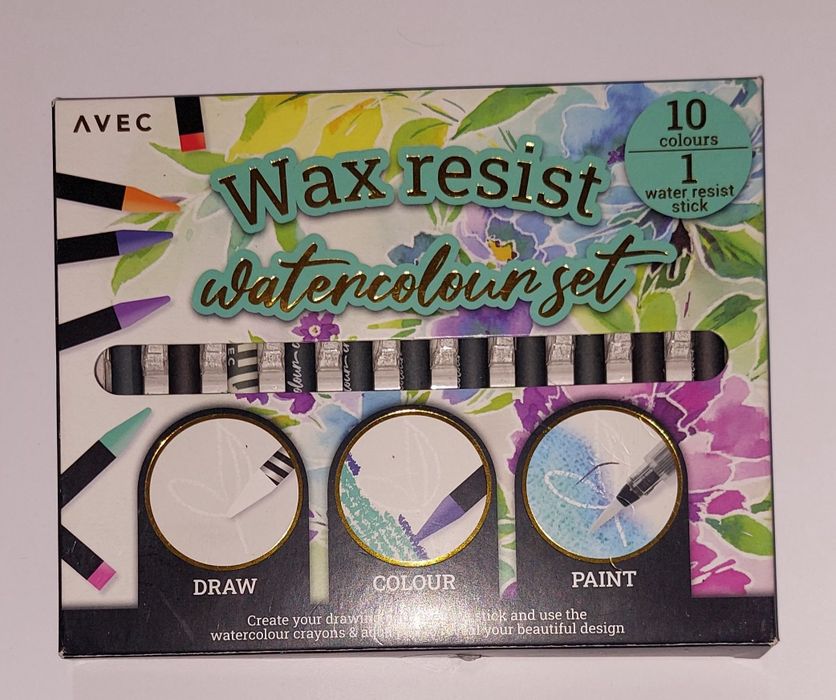 AVEC
10
colours
1
water resist
stick
Wax resist
watercolour set
DRAW
COLOUR
PAINT
Create your drawing stick and use the
watercolour crayons & your beautiful design